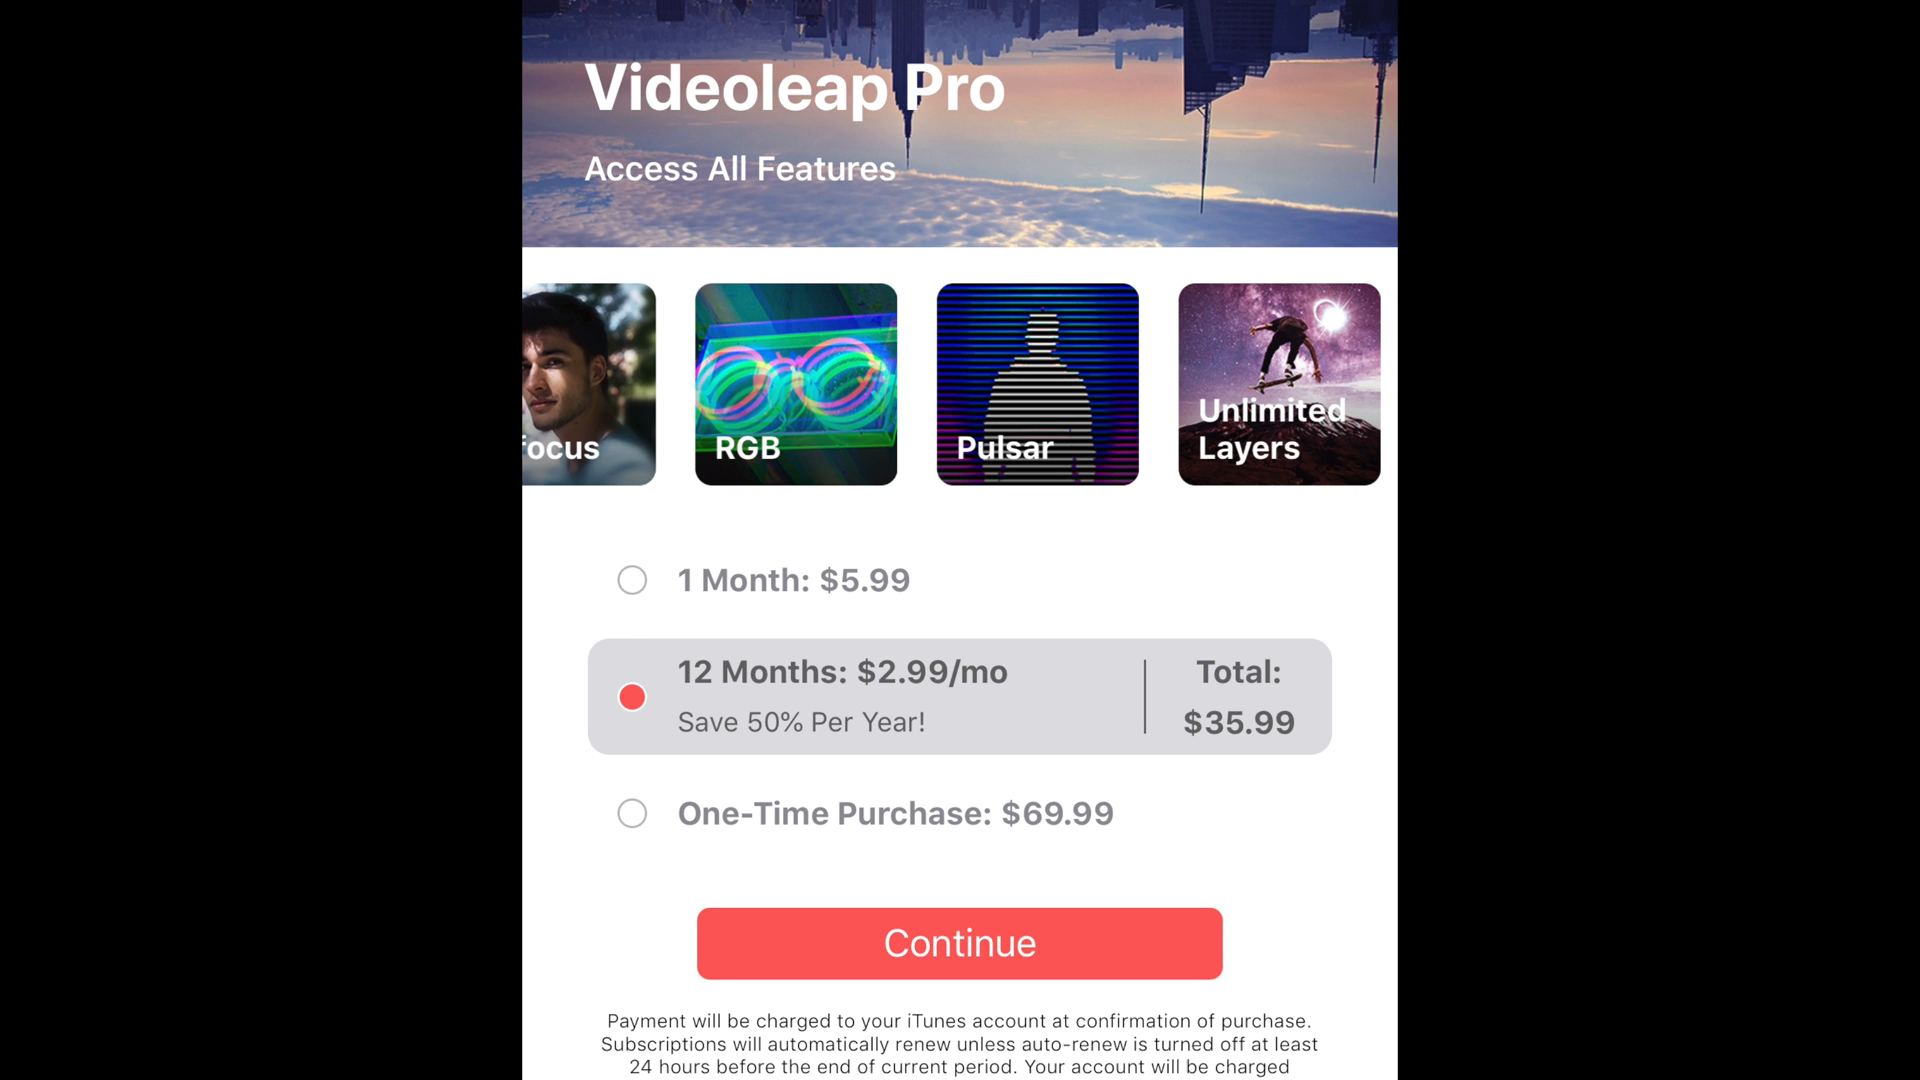 Videoleap Pro
Access All Features
focus
RGB
Pulsar
Unlimited
Layers
1 Month: $5.99
12 Months: $2.99/mo
Save 50% Per Year!
Total:
$35.99
One-Time Purchase: $69.99
Continue
Payment will be charged to your iTunes account at confirmation of purchase.
Subscriptions will automatically renew unless auto-renew is turned off at least
24 hours before the end of current period. Your account will be charged